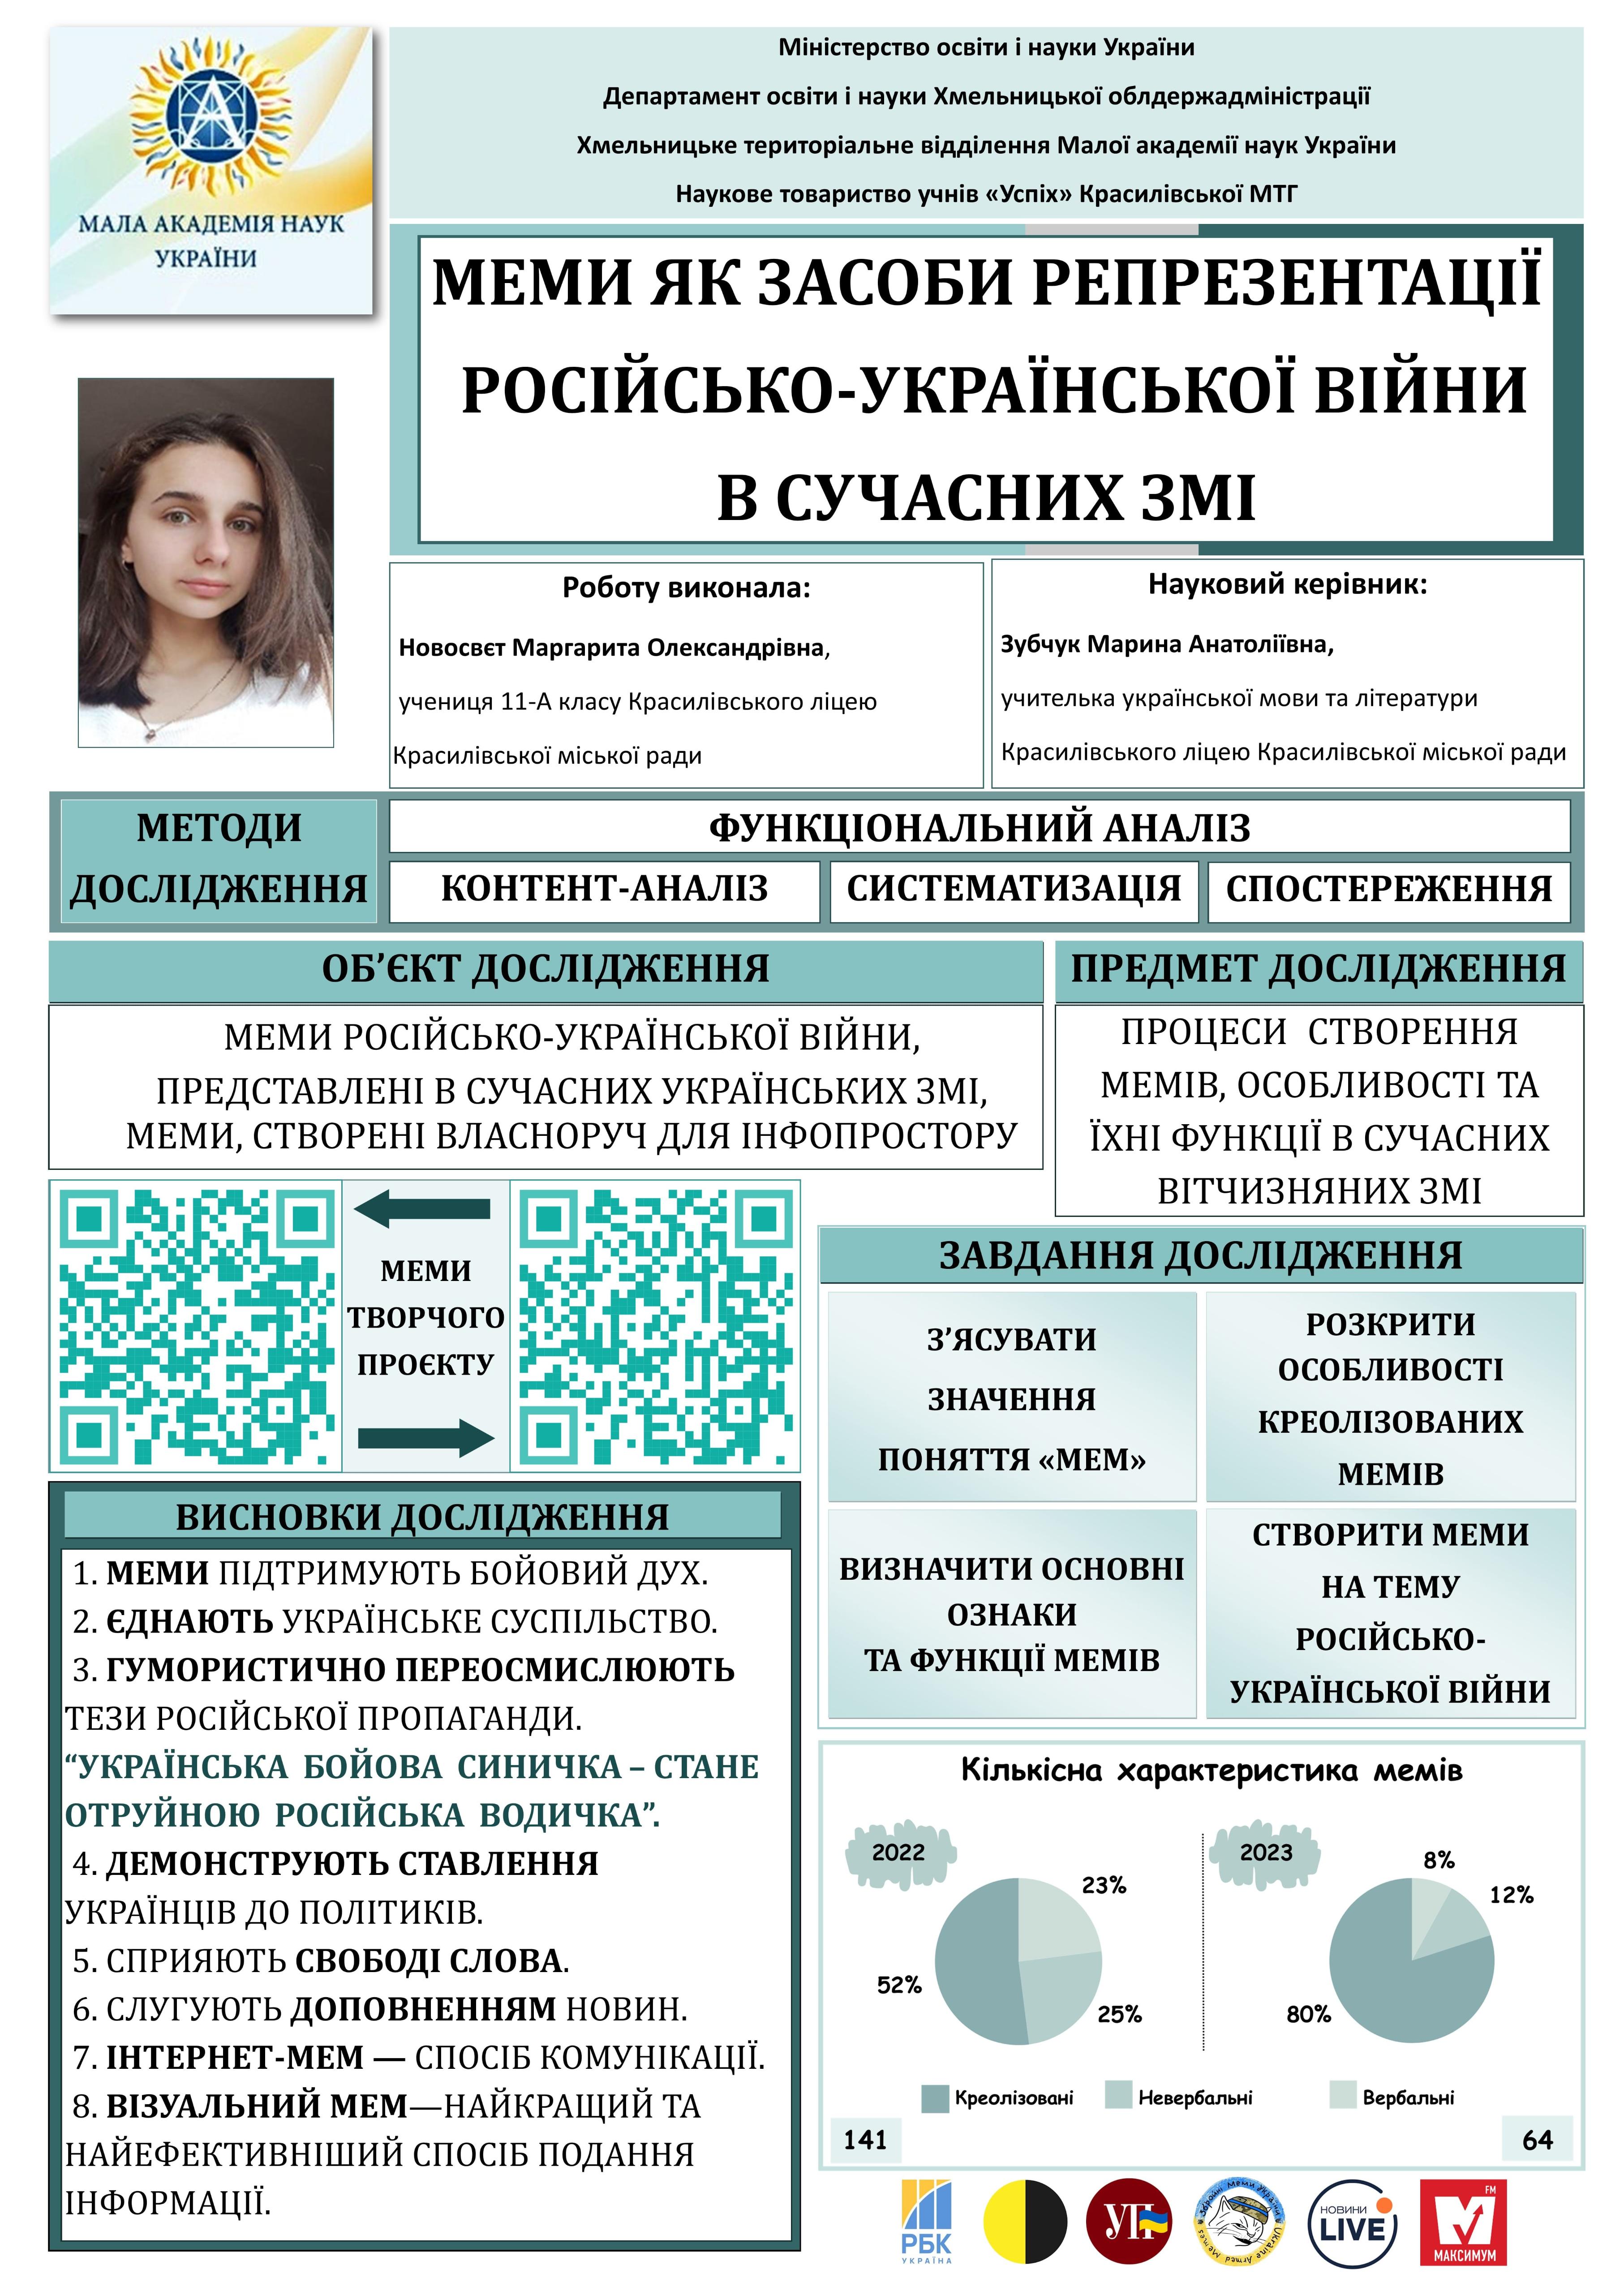 МАЛА АКАДЕМІЯ НАУК
УКРАЇНИ
Міністерство освіти і науки України
Департамент освіти і науки Хмельницької облдержадміністрації
Хмельницьке територіальне відділення Малої академії наук України
Наукове товариство учнів «Успіх» Красилівської МТГ
МЕМИ ЯК ЗАСОБИ РЕПРЕЗЕНТАЦІЇ
РОСІЙСЬКО-УКРАЇНСЬКОЇ ВІЙНИ
В СУЧАСНИХ ЗМІ
Роботу виконала:
Новосвєт Маргарита Олександрівна,
учениця 11-А класу Красилівського ліцею
Красилівської міської ради
Науковий керівник:
Зубчук Марина Анатоліївна,
учителька української мови та літератури
Красилівського ліцею Красилівської міської ради
МЕТОДИ
ДОСЛІДЖЕННЯ
ФУНКЦІОНАЛЬНИЙ АНАЛІЗ
КОНТЕНТ-АНАЛІЗ
СИСТЕМАТИЗАЦІЯ
СПОСТЕРЕЖЕННЯ
ОБ’ЄКТ ДОСЛІДЖЕННЯ
МЕМИ РОСІЙСЬКО-УКРАЇНСЬКОЇ ВІЙНИ,
ПРЕДСТАВЛЕНІ В СУЧАСНИХ УКРАЇНСЬКИХ ЗМІ,
МЕМИ, СТВОРЕНІ ВЛАСНОРУЧ ДЛЯ ІНФОПРОСТОРУ
ПРЕДМЕТ ДОСЛІДЖЕННЯ
ПРОЦЕСИ СТВОРЕННЯ
МЕМІВ, ОСОБЛИВОСТІ ТА
ЇХНІ ФУНКЦІЇ В СУЧАСНИХ
ВІТЧИЗНЯНИХ ЗМІ
МЕМИ
ТВОРЧОГО
ПРОЄКТУ
ЗАВДАННЯ ДОСЛІДЖЕННЯ
З’ЯСУВАТИ
ЗНАЧЕННЯ
ПОНЯТТЯ «МЕМ»
РОЗКРИТИ
ОСОБЛИВОСТІ
КРЕОЛІЗОВАНИХ
МЕМІВ
ВИЗНАЧИТИ ОСНОВНІ
ОЗНАКИ
ТА ФУНКЦІЇ МЕМІВ
СТВОРИТИ МЕМИ
НА ТЕМУ
РОСІЙСЬКО-
УКРАЇНСЬКОЇ ВІЙНИ
ВИСНОВКИ ДОСЛІДЖЕННЯ
1. МЕМИ ПІДТРИМУЮТЬ БОЙОВИЙ ДУХ.
2. ЄДНАЮТЬ УКРАЇНСЬКЕ СУСПІЛЬСТВО.
3. ГУМОРИСТИЧНО ПЕРЕОСМИСЛЮЮТЬ
ТЕЗИ РОСІЙСЬКОЇ ПРОПАГАНДИ.
“УКРАЇНСЬКА БОЙОВА СИНИЧКА – СТАНЕ
ОТРУЙНОЮ РОСІЙСЬКА ВОДИЧКА”.
4. ДЕМОНСТРУЮТЬ СТАВЛЕННЯ
УКРАЇНЦІВ ДО ПОЛІТИКІВ.
5. СПРИЯЮТЬ СВОБОДІ СЛОВА.
6. СЛУГУЮТЬ ДОПОВНЕННЯМ НОВИН.
7. ІНТЕРНЕТ-МЕМ — СПОСІБ КОМУНІКАЦІЇ.
8. ВІЗУАЛЬНИЙ МЕМ—НАЙКРАЩИЙ ТА
НАЙЕФЕКТИВНІШИЙ СПОСІБ ПОДАННЯ
ІНФОРМАЦІЇ.
Кількісна характеристика мемів
2022
23%
52%
25%
2023
8%
12%
80%
Креолізовані
Невербальні
Вербальні
141
64
РБК
УКРАЇНА
УП
Збройні Меми України
Ukraine Armed Memes
НОВИНИ
LIVE
FM
МАКСИМУМ